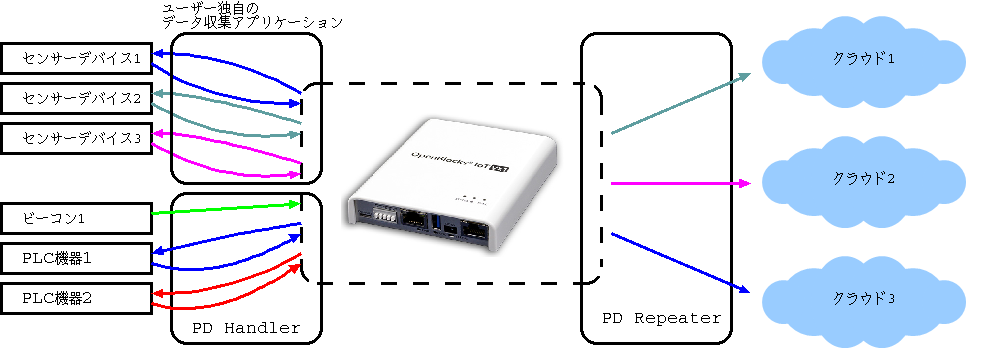 ユーザー独自の
データ収集アプリケーション
センサーデバイス1
センサーデバイス2
センサーデバイス3
ビーコン1
PLC機器1
PLC機器2
PD Handler
OpenBlocks IoT VX1
PD Repeater
クラウド1
クラウド2
クラウド3